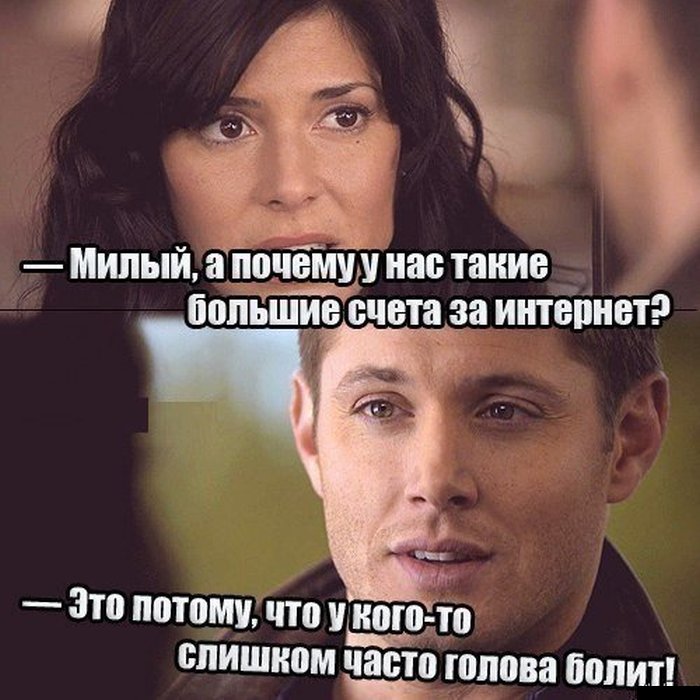 — Милый, а почему у нас такие
большие счета за интернет?
— Это потому, что у кого-то
слишком часто голова болит!